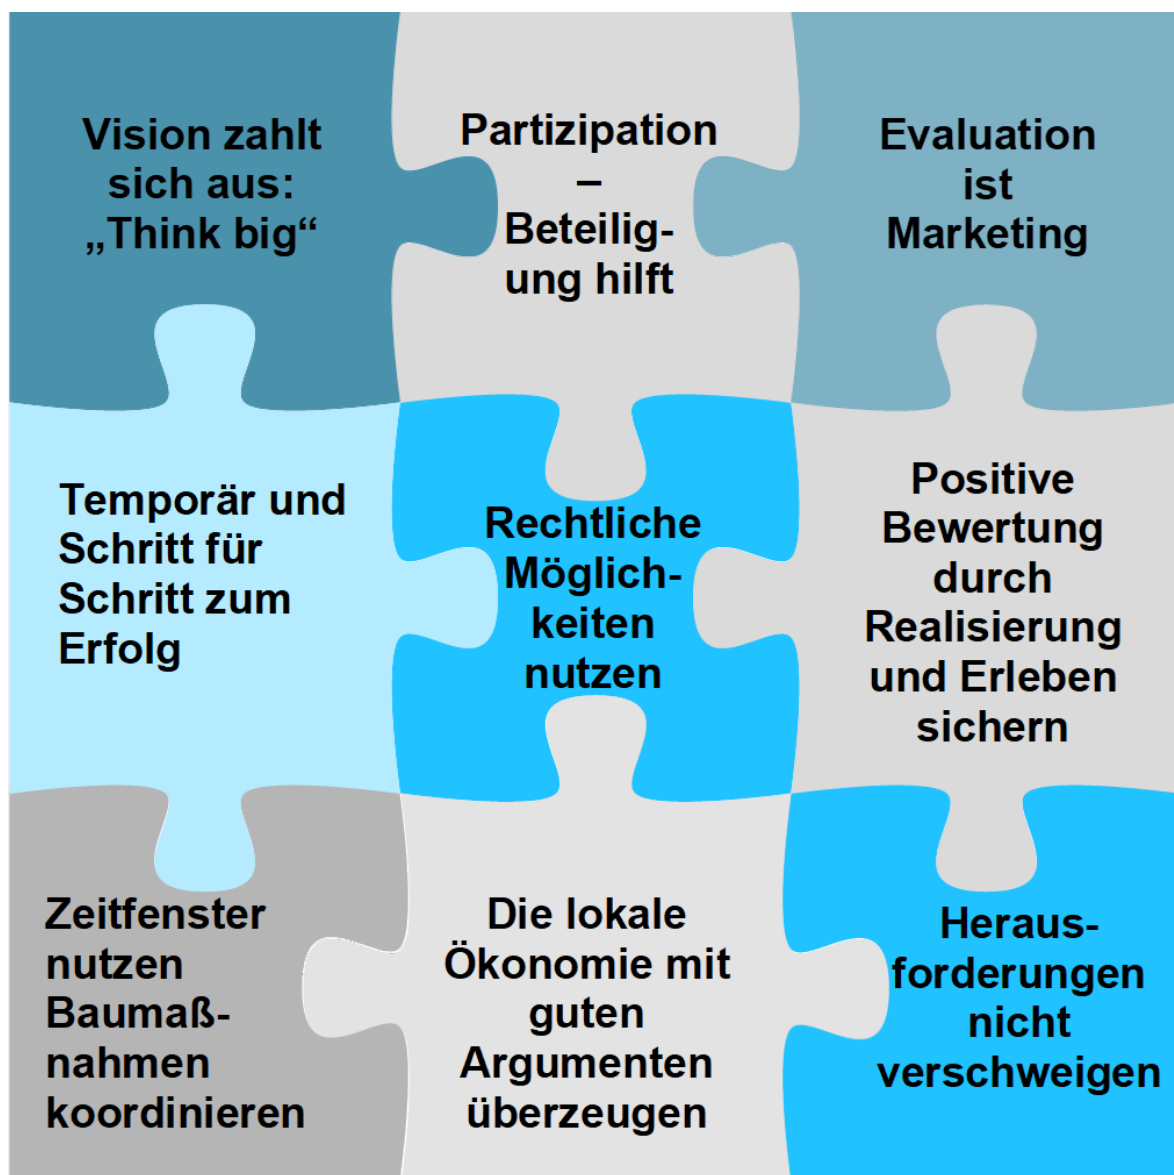 Vision zahlt
sich aus:
„Think big“
Partizipation
–
Beteilig-
ung hilft
Evaluation
ist
Marketing
Temporär und
Schritt für
Schritt zum
Erfolg
Rechtliche
Möglich-
keiten
nutzen
Positive
Bewertung
durch
Realisierung
und Erleben
sichern
Zeitfenster
nutzen
Baumaß-
nahmen
koordinieren
Die lokale
Ökonomie mit
guten
Argumenten
überzeugen
Heraus-
forderungen
nicht
verschweigen